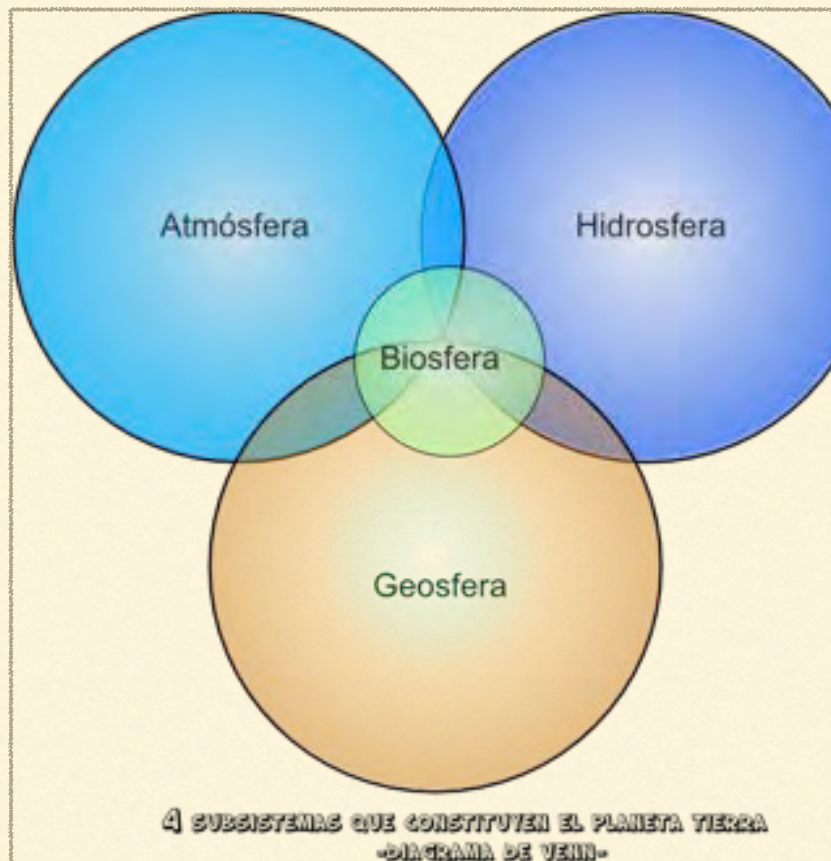 Atmósfera
Hidrosfera
Biosfera
Geosfera
4 SUBSISTEMAS QUE CONSTITUYEN EL PLANETA TIERRA
-DIAGRAMA DE VENN-